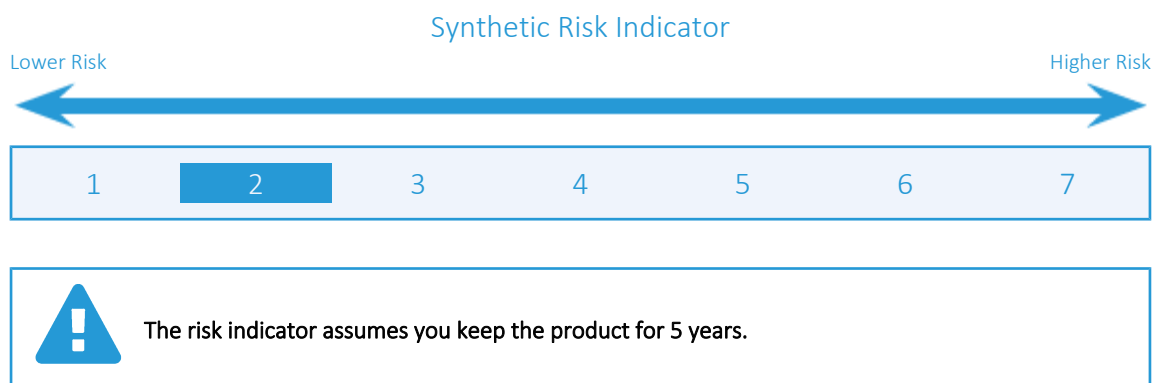 Synthetic Risk Indicator
Lower Risk Higher Risk
1 2 3 4 5 6 7
The risk indicator assumes you keep the product for 5 years.